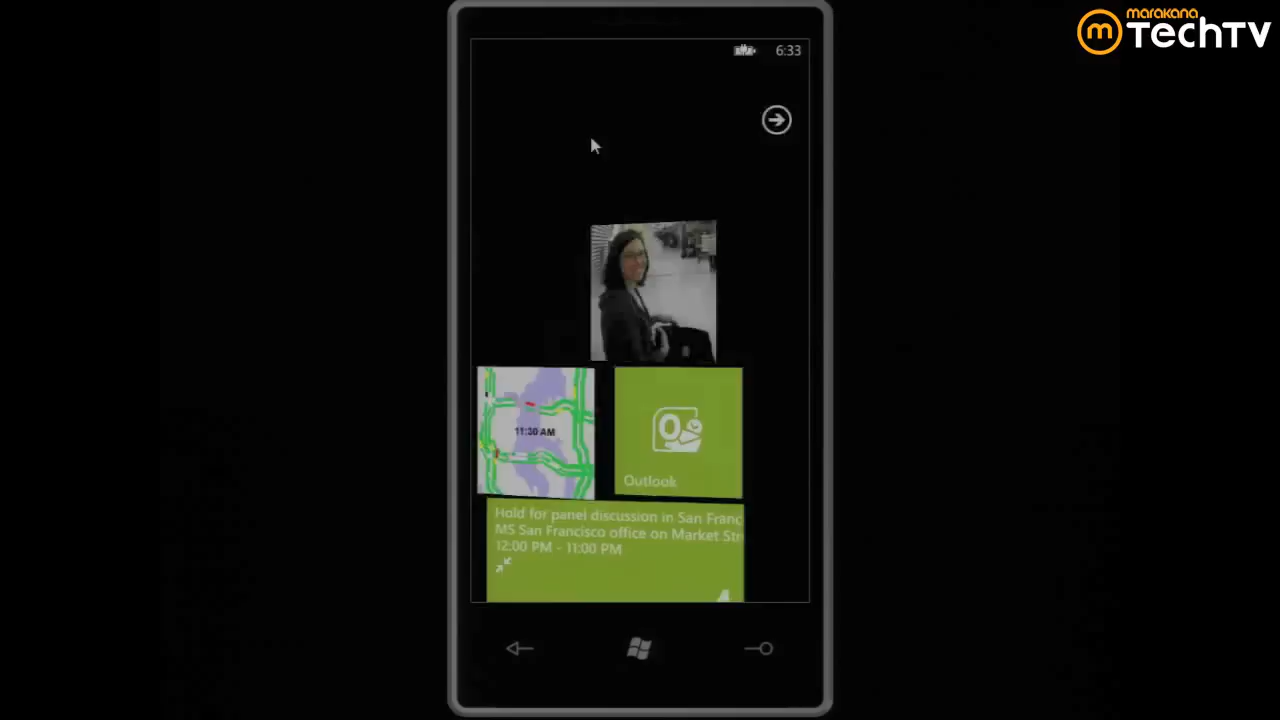 marakana
m TechTV
6:33
11:30 AM
O
Outlook
Hold for panel discussion in San Franc
MS San Francisco office on Market Str
12:00 PM - 11:00 PM
4